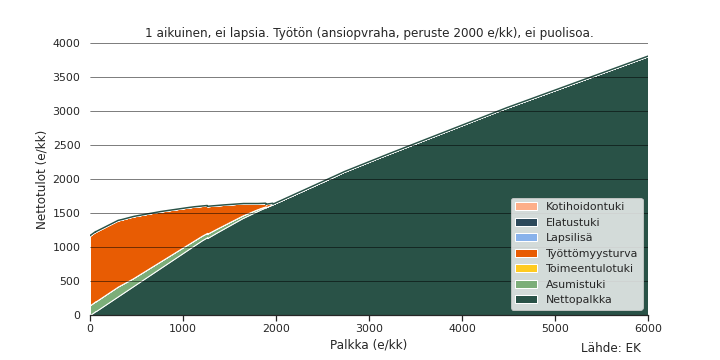 1 aikuinen, ei lapsia. Työtön (ansiopvraha, peruste 2000 e/kk), ei puolisoa.
4000
3500
3000
2500
2000
1500
1000
500
0
Nettotulot (e/kk)
Kotihoidontuki
Elatustuki
Lapsilisä
Työttömyysturva
Toimeentulotuki
Asumistuki
Nettopalkka
0 1000 2000 3000 4000 5000 6000
Palkka (e/kk)
Lähde: EK